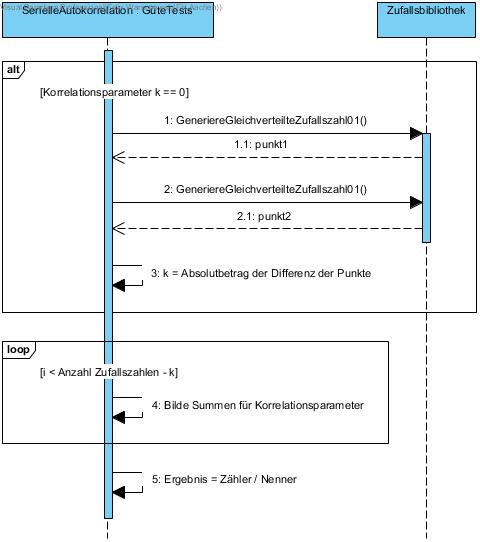 SerielleAutokorrelation : GüteTests
Zufallsbibliothek
alt
[Korrelationsparameter k == 0]
1: GeneriereGleichverteilteZufallszahl01()
1.1: punkt1
2: GeneriereGleichverteilteZufallszahl01()
2.1: punkt2
3: k = Absolutbetrag der Differenz der Punkte
loop
[i < Anzahl Zufallszahlen - k]
4: Bilde Summen für Korrelationsparameter
5: Ergebnis = Zähler / Nenner